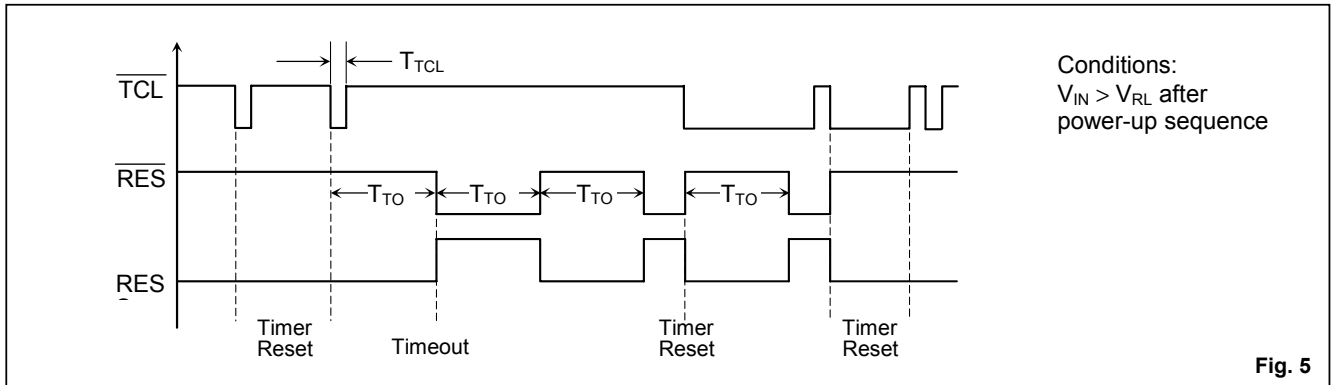 T_TCL
TCL
Conditions:
V_IN > V_RL after
power-up sequence
RES
T_TO T_TO T_TO T_TO
RES
Timer
Reset
Timeout
Timer
Reset
Timer
Reset
Fig. 5